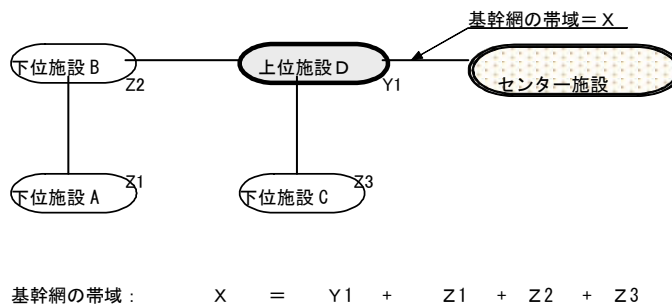 基幹網の帯域＝Ｘ
下位施設Ｂ
Z2
上位施設Ｄ
Y1
センター施設
下位施設Ａ
Z1
下位施設Ｃ
Z3
基幹網の帯域： Ｘ ＝ Ｙ１ ＋ Ｚ１ ＋ Ｚ２ ＋ Ｚ３